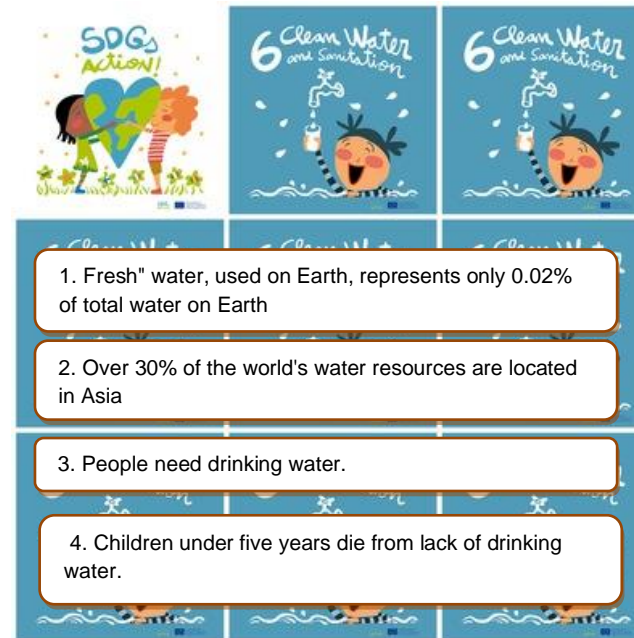 SDGs
Action!
6 Clean Water
and Sanitation
6 Clean Water
and Sanitation
1. Fresh" water, used on Earth, represents only 0.02%
of total water on Earth
2. Over 30% of the world's water resources are located
in Asia
3. People need drinking water.
4. Children under five years die from lack of drinking
water.